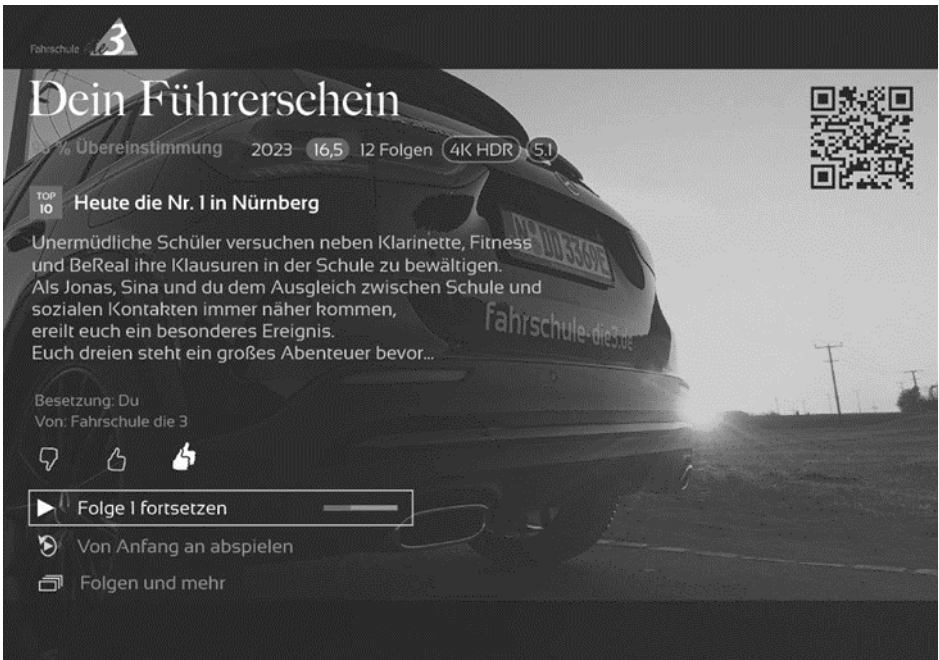 Fahrschule die 3
Dein Führerschein
% Übereinstimmung 2023 16,5 12 Folgen 4K HDR 5.1
TOP 10 Heute die Nr. 1 in Nürnberg
Unermüdliche Schüler versuchen neben Klarinette, Fitness
und BeReal ihre Klausuren in der Schule zu bewältigen.
Als Jonas, Sina und du dem Ausgleich zwischen Schule und
sozialen Kontakten immer näher kommen,
ereilt euch ein besonderes Ereignis.
Euch dreien steht ein großes Abenteuer bevor...
N DD 3369E
fahrschule-die3.de
Besetzung: Du
Von: Fahrschule die 3
Folge 1 fortsetzen
Von Anfang an abspielen
Folgen und mehr